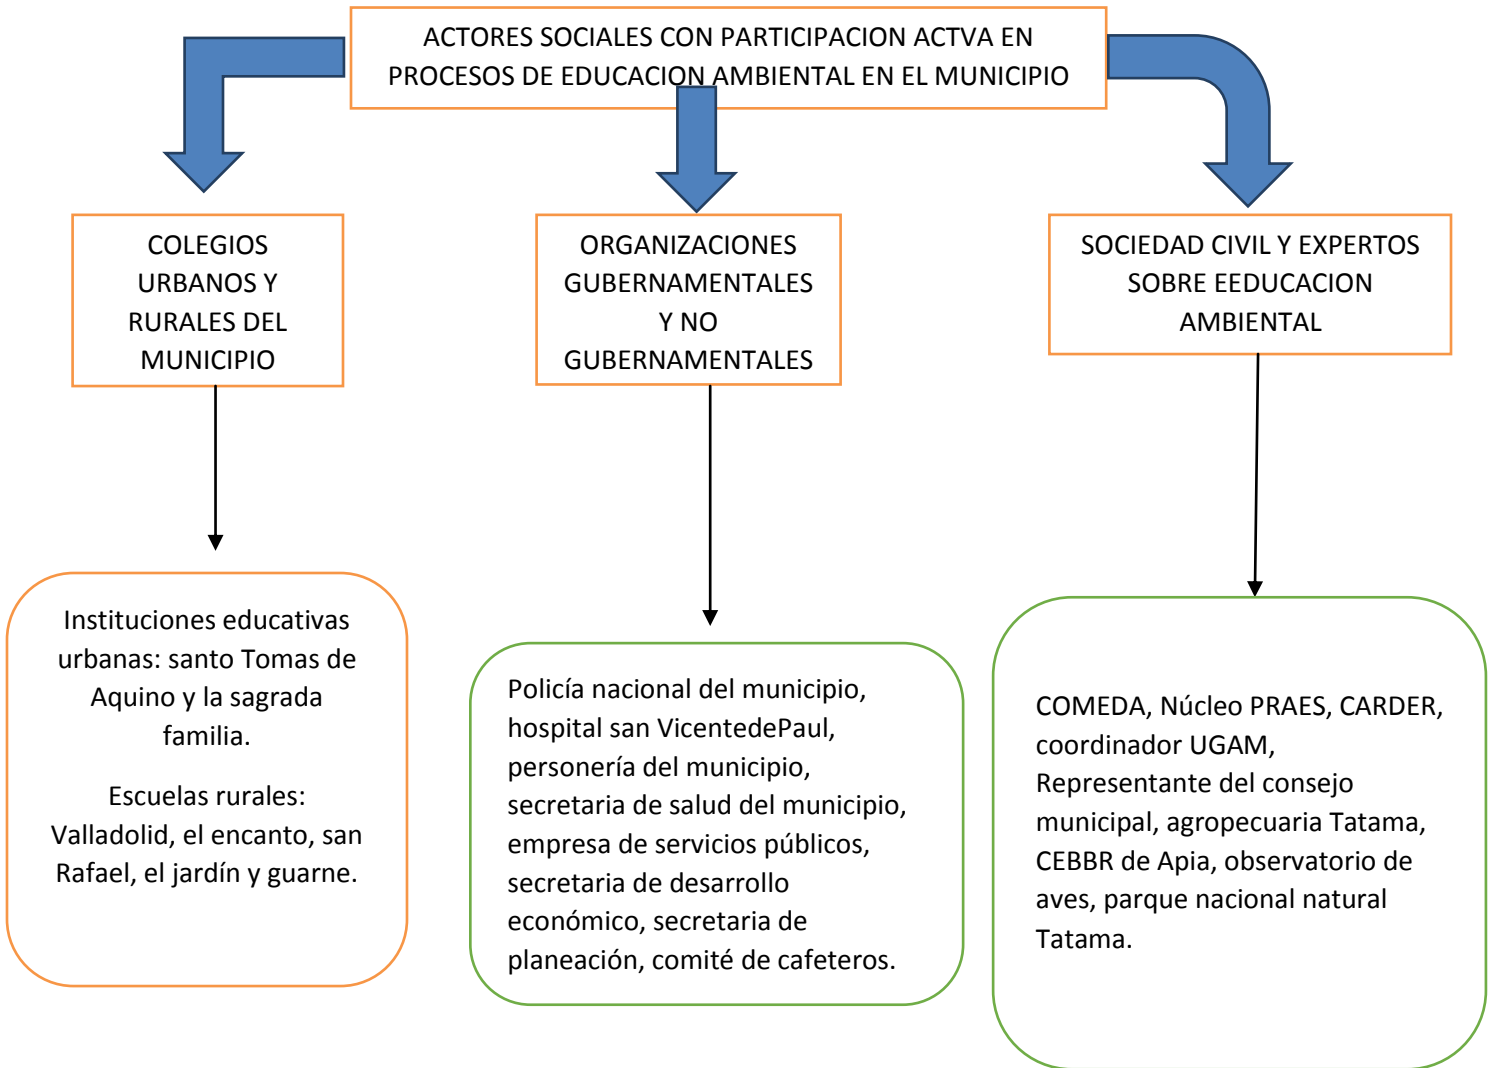 ACTORES SOCIALES CON PARTICIPACION ACTVA EN
PROCESOS DE EDUCACION AMBIENTAL EN EL MUNICIPIO
COLEGIOS
URBANOS Y
RURALES DEL
MUNICIPIO
ORGANIZACIONES
GUBERNAMENTALES
Y NO
GUBERNAMENTALES
SOCIEDAD CIVIL Y EXPERTOS
SOBRE EEDUCACION
AMBIENTAL
Instituciones educativas
urbanas: santo Tomas de
Aquino y la sagrada
familia.
Escuelas rurales:
Valladolid, el encanto, san
Rafael, el jardín y guarne.
Policía nacional del municipio,
hospital san VicentedePaul,
personería del municipio,
secretaria de salud del municipio,
empresa de servicios públicos,
secretaria de desarrollo
económico, secretaria de
planeación, comité de cafeteros.
COMEDA, Núcleo PRAES, CARDER,
coordinador UGAM,
Representante del consejo
municipal, agropecuaria Tatama,
CEBBR de Apia, observatorio de
aves, parque nacional natural
Tatama.